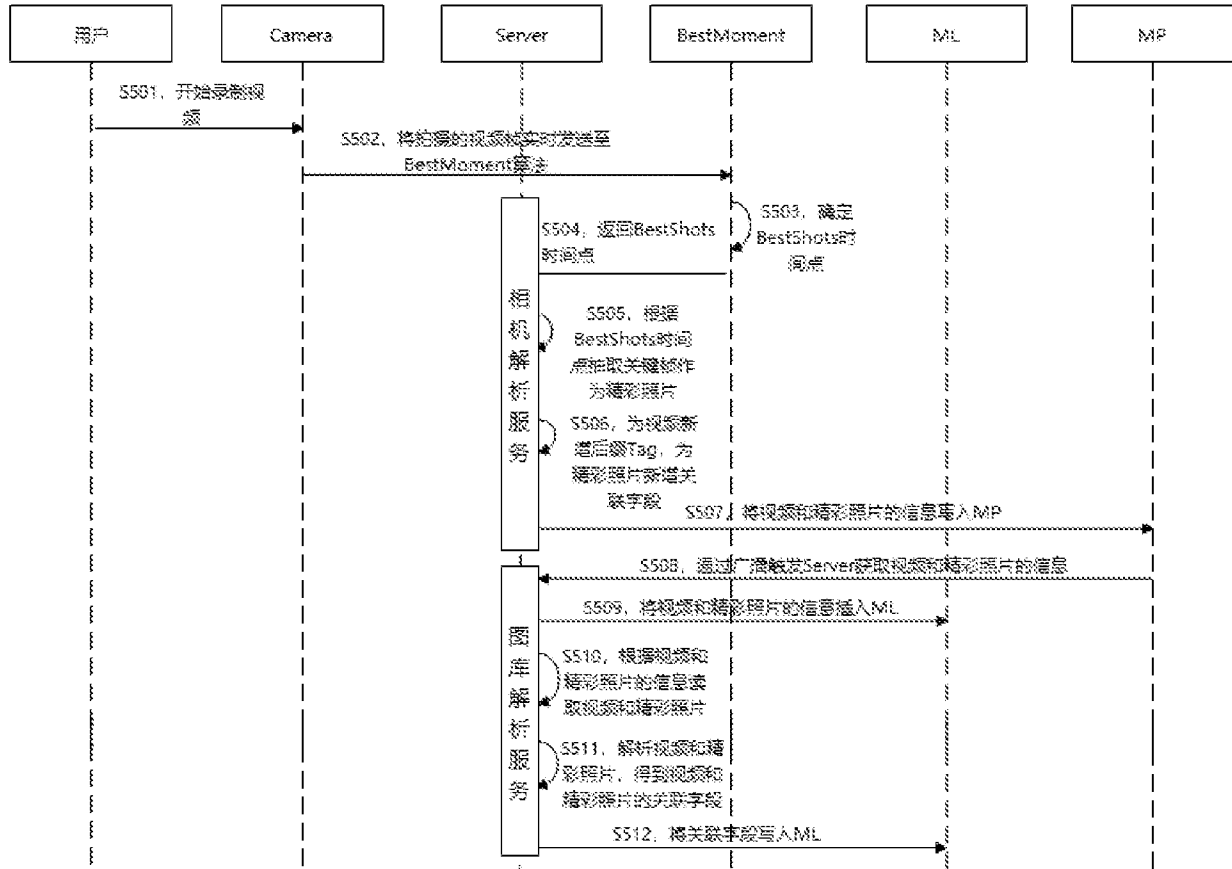 用户
Camera
Server
BestMoment
ML
MP
S501，开始录制视
频
S502，将拍摄的视频帧实时发送至
BestMoment算法
S503，确定
BestShots时
间点
S504，返回BestShots
时间点
相机解析服务
S505，根据
BestShots时间
点抽取关键帧作
为精彩照片
S506，为视频新
增后缀Tag，为
精彩照片新增关
联字段
S507，将视频和精彩照片的信息写入MP
S508，通过广播触发Server获取视频和精彩照片的信息
S509，将视频和精彩照片的信息插入ML
图库解析服务
S510，根据视频和
精彩照片的信息读
取视频和精彩照片
S511，解析视频和精
彩照片，得到视频和
精彩照片的关联字段
S512，将关联字段写入ML